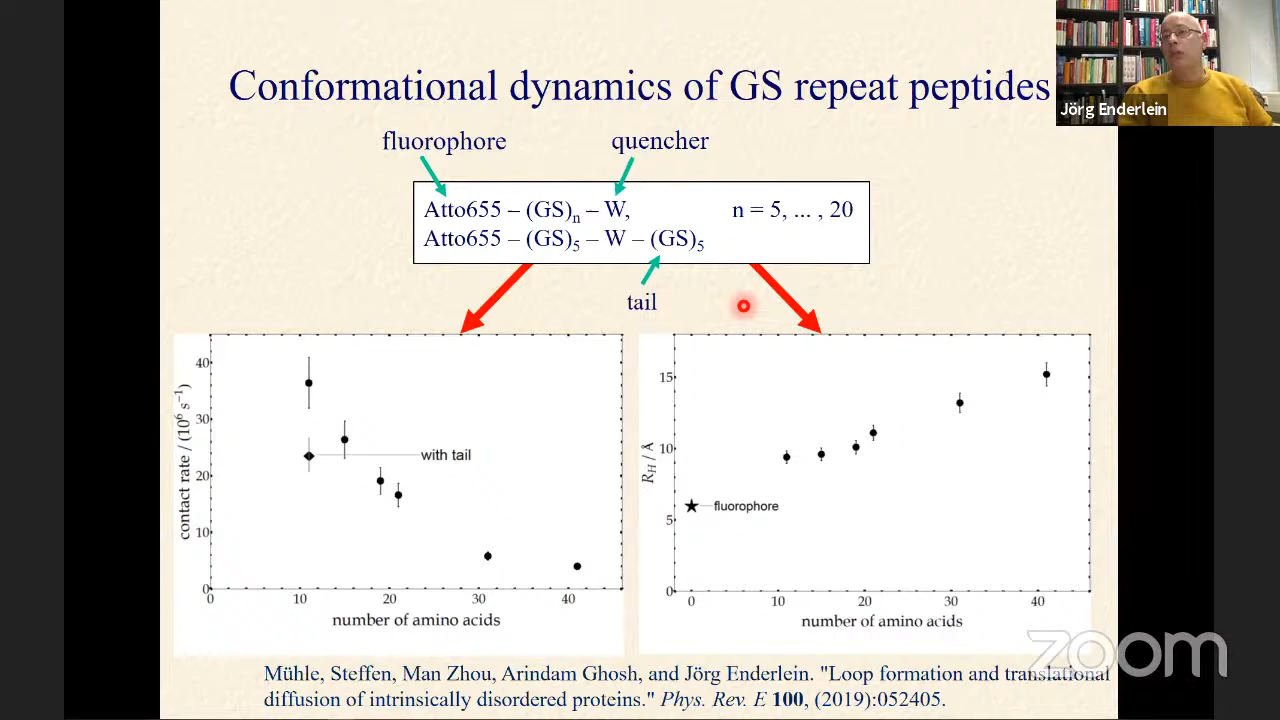 Conformational dynamics of GS repeat peptides
Jörg Enderlein
fluorophore
quencher
Atto655 – (GS)n – W, n = 5, ... , 20
Atto655 – (GS)5 – W – (GS)5
tail
40
30
20
10
0
contact rate / (10^6 s^-1)
with tail
0 10 20 30 40
number of amino acids
15
10
5
0
R_H / Å
fluorophore
0 10 20 30 40
number of amino acids
zoom
Mühle, Steffen, Man Zhou, Arindam Ghosh, and Jörg Enderlein. "Loop formation and translational
diffusion of intrinsically disordered proteins." Phys. Rev. E 100, (2019):052405.